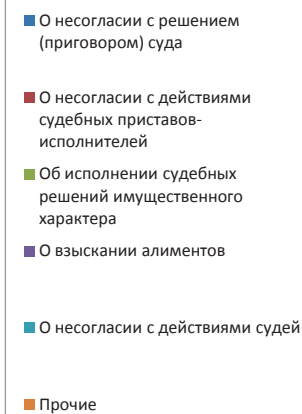 О несогласии с решением
(приговором) суда
О несогласии с действиями
судебных приставов-
исполнителей
Об исполнении судебных
решений имущественного
характера
О взыскании алиментов
О несогласии с действиями судей
Прочие